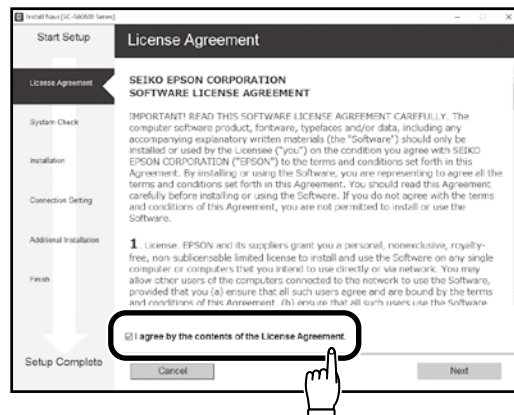 Install Navi [SC-S80600 Series]
Start Setup
License Agreement
License Agreement
System Check
Installation
Connection Setting
Additional Installation
Finish
Setup Complete
SEIKO EPSON CORPORATION
SOFTWARE LICENSE AGREEMENT
IMPORTANT! READ THIS SOFTWARE LICENSE AGREEMENT CAREFULLY. The
computer software product, fontware, typefaces and/or data, including any
accompanying explanatory written materials (the "Software") should only be
installed or used by the Licensee ("you") on the condition you agree with SEIKO
EPSON CORPORATION ("EPSON") to the terms and conditions set forth in this
Agreement. By installing or using the Software, you are representing to agree all the
terms and conditions set forth in this Agreement. You should read this Agreement
carefully before installing or using the Software. If you do not agree with the terms
and conditions of this Agreement, you are not permitted to install or use the
Software.
1. License. EPSON and its suppliers grant you a personal, nonexclusive, royalty-
free, non-sublicensable limited license to install and use the Software on any single
computer or computers that you intend to use directly or via network. You may
allow other users of the computers connected to the network to use the Software,
provided that you (a) ensure that all such users agree and are bound by the terms
and conditions of this Agreement, (b) ensure that all such users use the Software
I agree by the contents of the License Agreement.
Cancel
Next